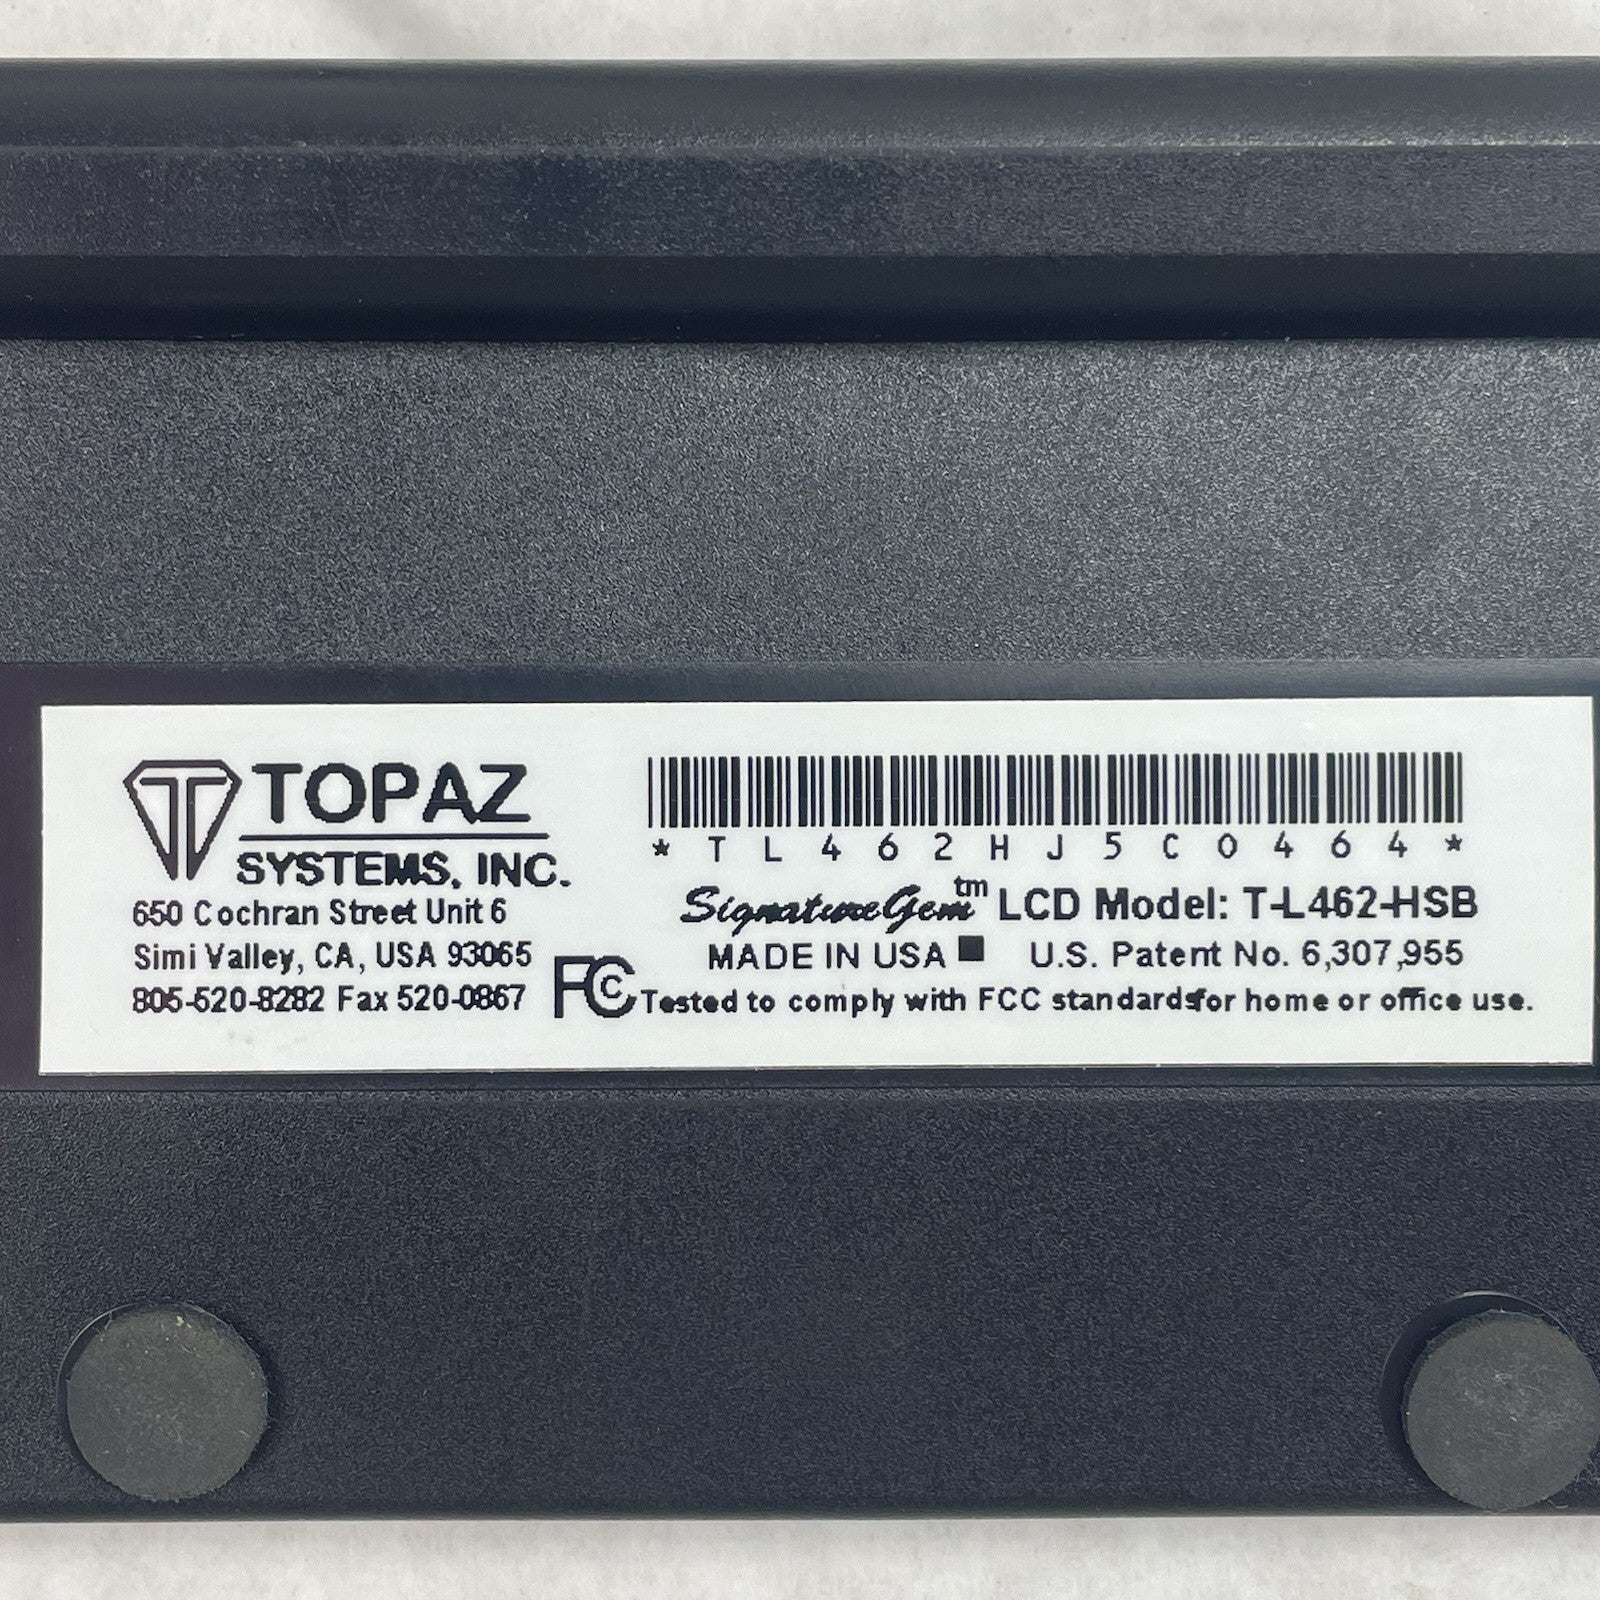 TOPAZ
SYSTEMS, INC.
650 Cochran Street Unit 6
Simi Valley, CA, USA 93065
805-520-8282 Fax 520-0867
*TL462HJ5C0464*
SignatureGem tm LCD Model: T-L462-HSB
MADE IN USA ■ U.S. Patent No. 6,307,955
FC Tested to comply with FCC standards for home or office use.